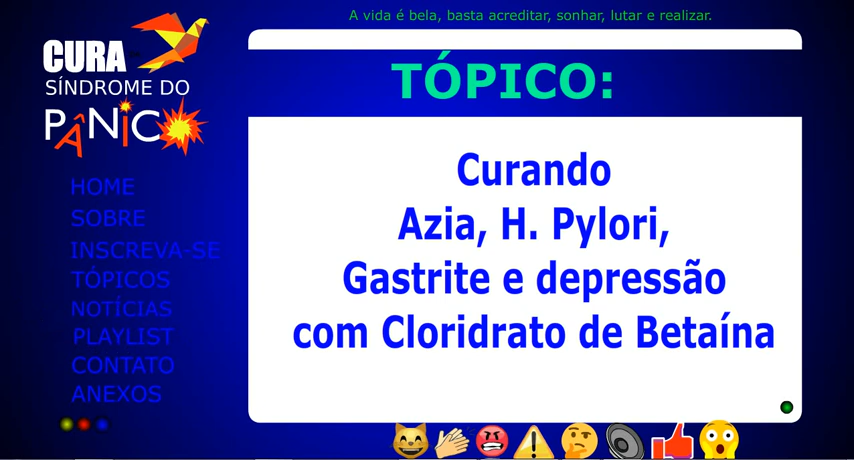 A vida é bela, basta acreditar, sonhar, lutar e realizar.
CURA
SÍNDROME DO
PÂNiCO
TÓPICO:
HOME
SOBRE
INSCREVA-SE
TÓPICOS
NOTÍCIAS
PLAYLIST
CONTATO
ANEXOS
Curando
Azia, H. Pylori,
Gastrite e depressão
com Cloridrato de Betaína